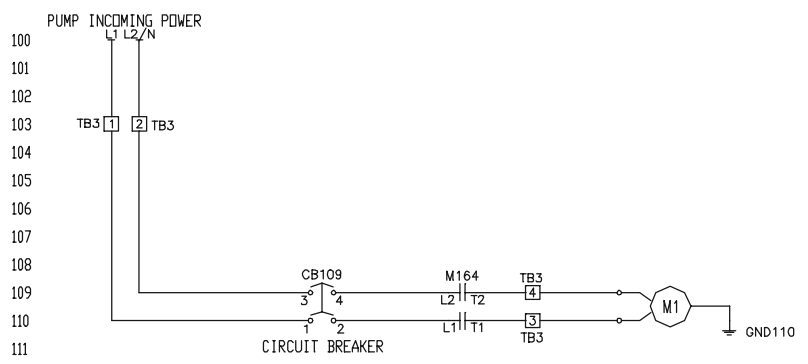 PUMP INCOMING POWER
100 L1 L2/N
101
102
103 TB3 1 2 TB3
104
105
106
107
108
CB109 M164 TB3
109 3 4 L2 T2 4 M1
110 1 2 L1 T1 3 GND110
TB3
111 CIRCUIT BREAKER